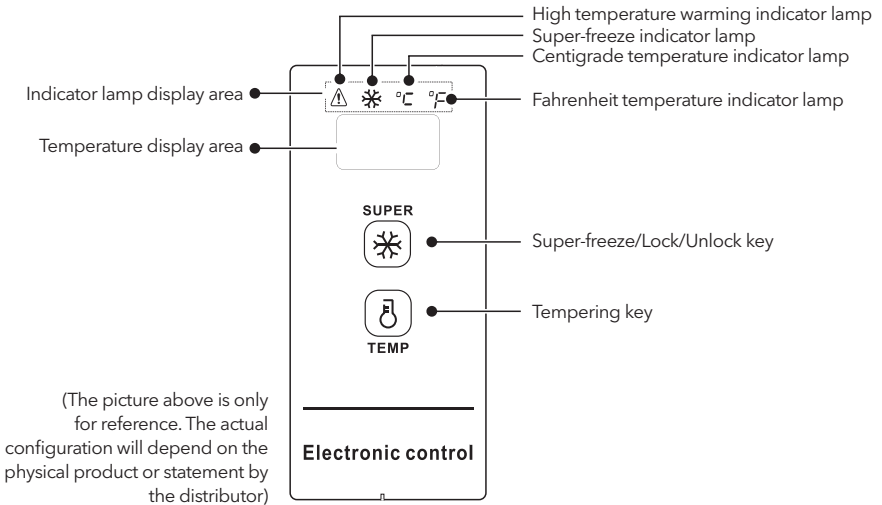 High temperature warming indicator lamp
Super-freeze indicator lamp
Centigrade temperature indicator lamp
Indicator lamp display area
°C °F
Fahrenheit temperature indicator lamp
Temperature display area
SUPER
Super-freeze/Lock/Unlock key
Tempering key
TEMP
(The picture above is only
for reference. The actual
configuration will depend on the
physical product or statement by
the distributor)
Electronic control